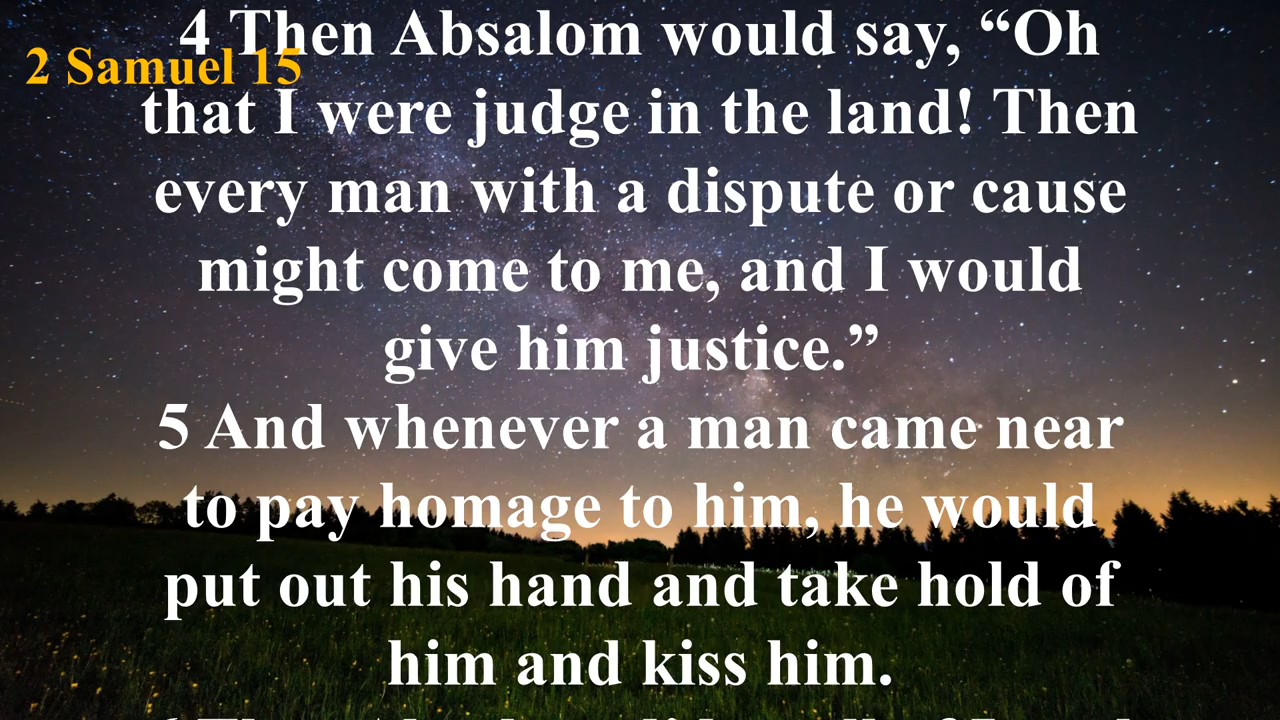 4 Then Absalom would say, “Oh
2 Samuel 15
that I were judge in the land! Then
every man with a dispute or cause
might come to me, and I would
give him justice.”
5 And whenever a man came near
to pay homage to him, he would
put out his hand and take hold of
him and kiss him.